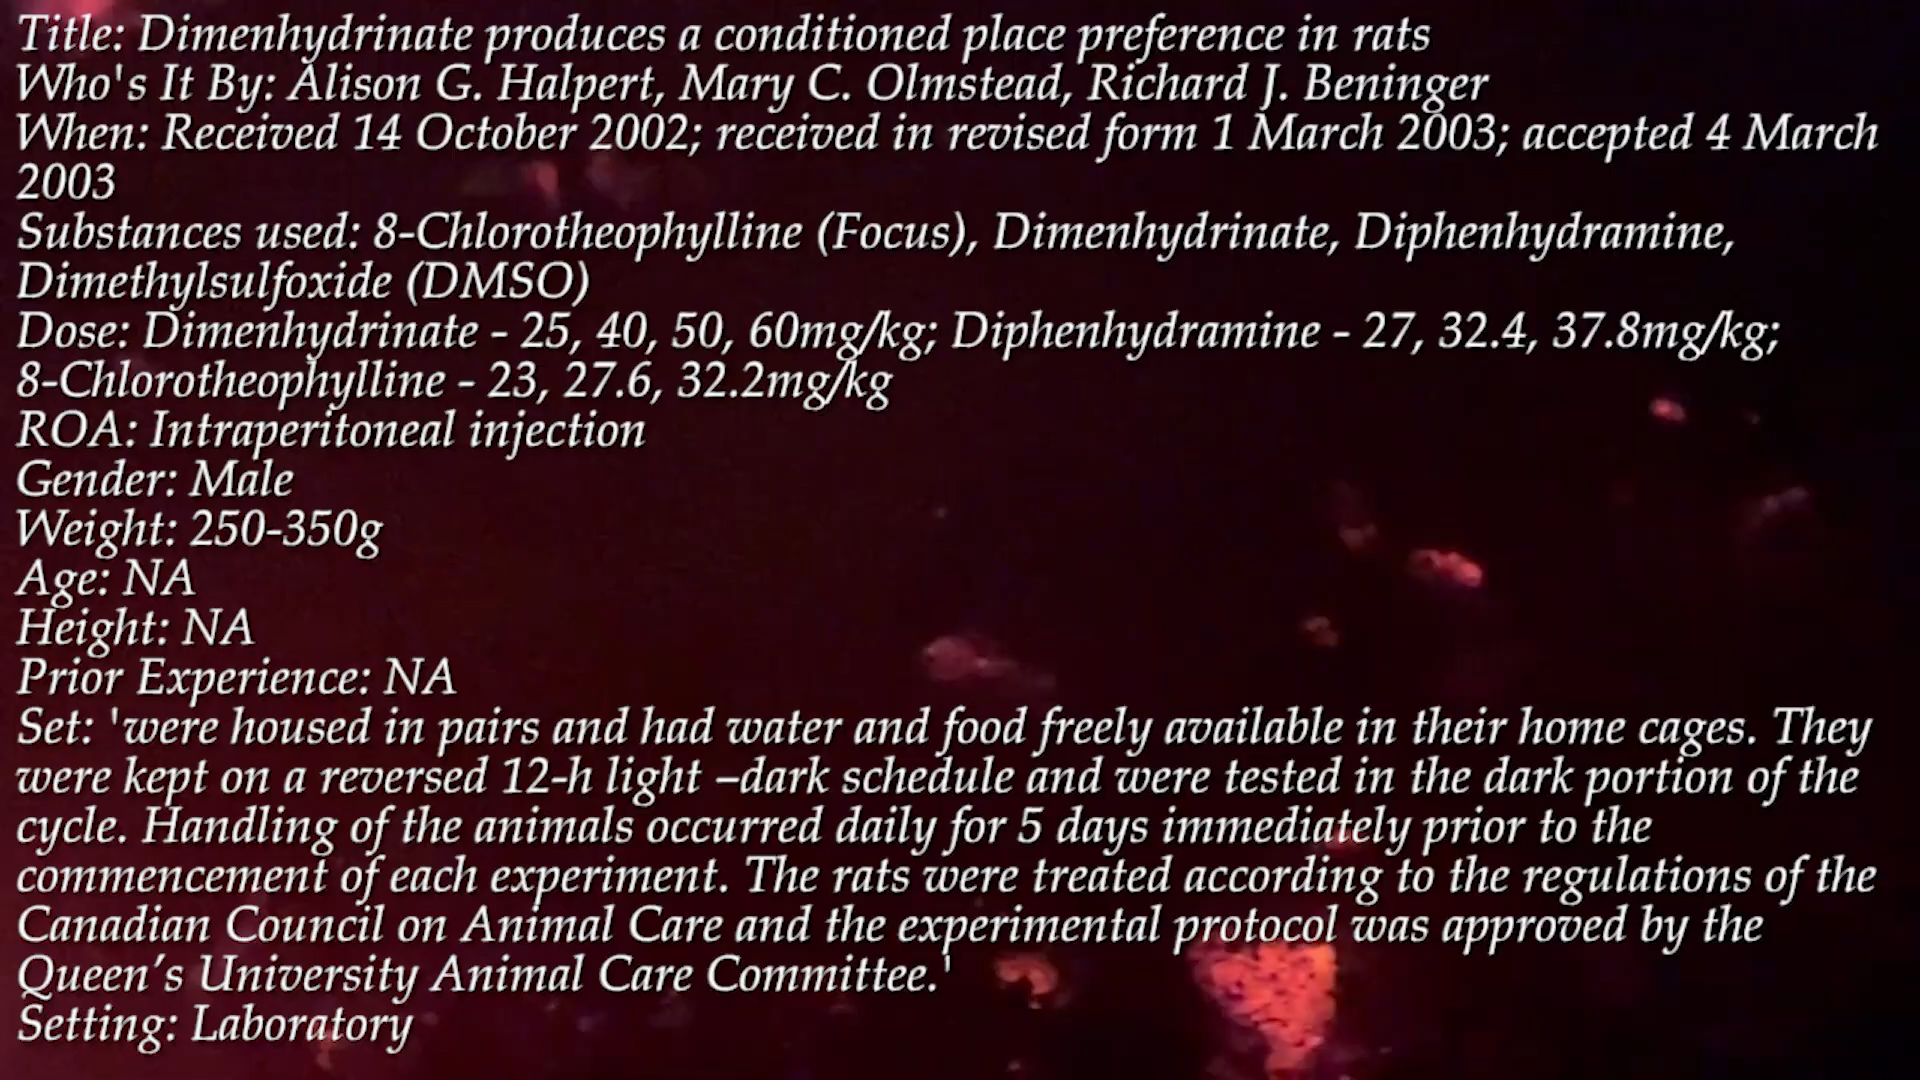 Title: Dimenhydrinate produces a conditioned place preference in rats
Who's It By: Alison G. Halpert, Mary C. Olmstead, Richard J. Beninger
When: Received 14 October 2002; received in revised form 1 March 2003; accepted 4 March
2003
Substances used: 8-Chlorotheophylline (Focus), Dimenhydrinate, Diphenhydramine,
Dimethylsulfoxide (DMSO)
Dose: Dimenhydrinate - 25, 40, 50, 60mg/kg; Diphenhydramine - 27, 32.4, 37.8mg/kg;
8-Chlorotheophylline - 23, 27.6, 32.2mg/kg
ROA: Intraperitoneal injection
Gender: Male
Weight: 250-350g
Age: NA
Height: NA
Prior Experience: NA
Set: 'were housed in pairs and had water and food freely available in their home cages. They
were kept on a reversed 12-h light –dark schedule and were tested in the dark portion of the
cycle. Handling of the animals occurred daily for 5 days immediately prior to the
commencement of each experiment. The rats were treated according to the regulations of the
Canadian Council on Animal Care and the experimental protocol was approved by the
Queen’s University Animal Care Committee.'
Setting: Laboratory